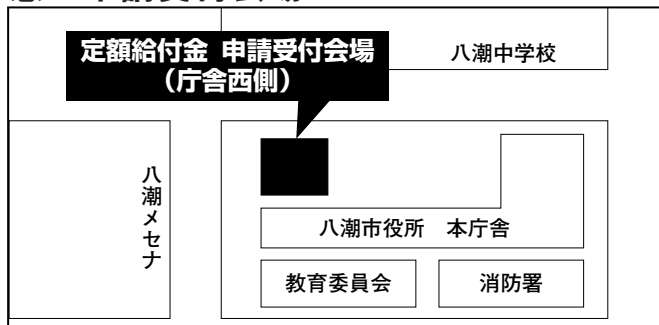 定額給付金 申請受付会場
（庁舎西側）
八潮中学校
八潮メセナ
八潮市役所 本庁舎
教育委員会
消防署